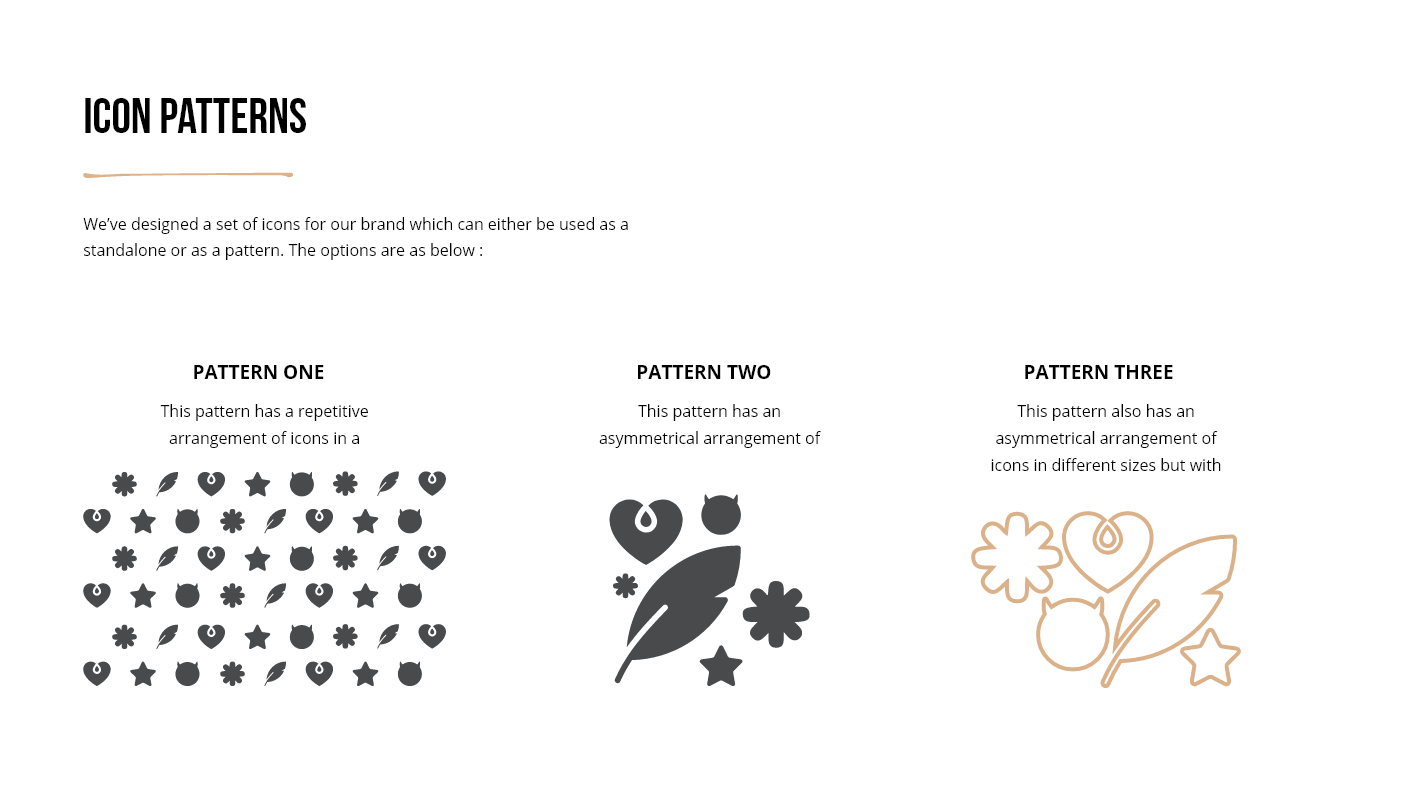 ICON PATTERNS
We’ve designed a set of icons for our brand which can either be used as a
standalone or as a pattern. The options are as below :
PATTERN ONE
This pattern has a repetitive
arrangement of icons in a
PATTERN TWO
This pattern has an
asymmetrical arrangement of
PATTERN THREE
This pattern also has an
asymmetrical arrangement of
icons in different sizes but with